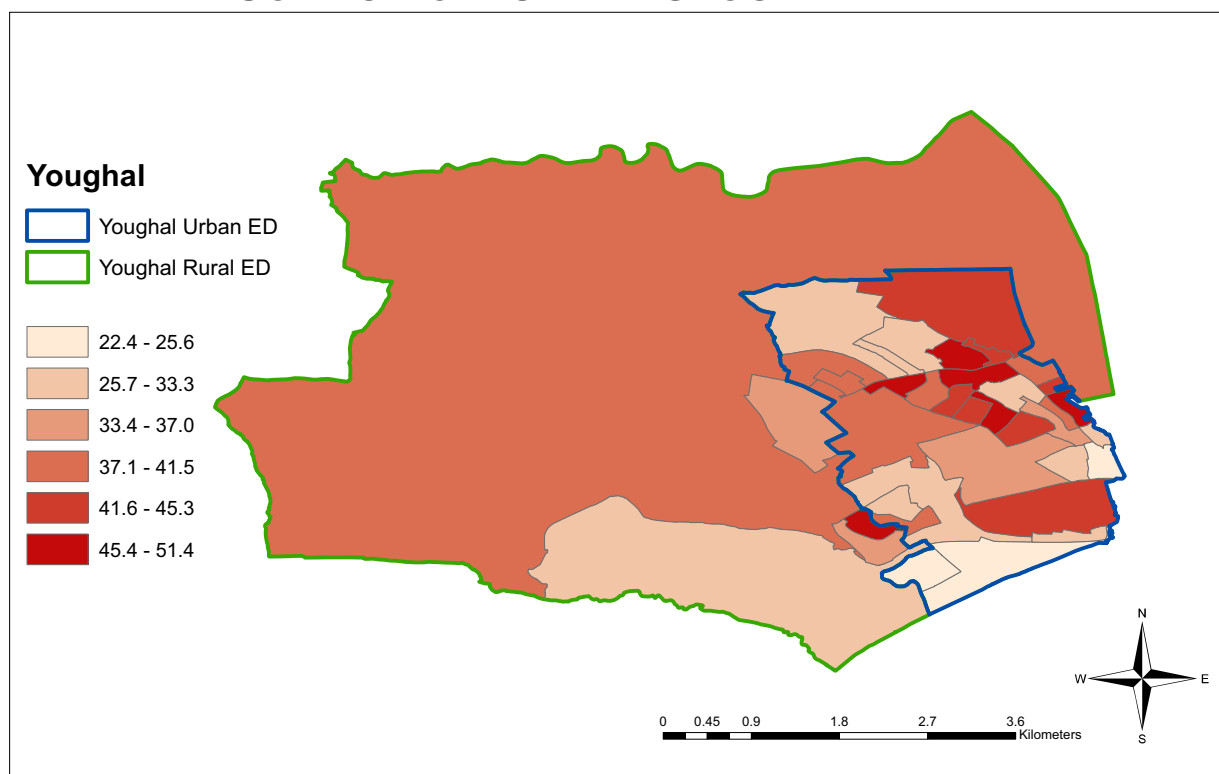 Youghal
Youghal Urban ED
Youghal Rural ED
22.4 - 25.6
25.7 - 33.3
33.4 - 37.0
37.1 - 41.5
41.6 - 45.3
45.4 - 51.4
N
W E
S
0 0.45 0.9 1.8 2.7 3.6
Kilometers